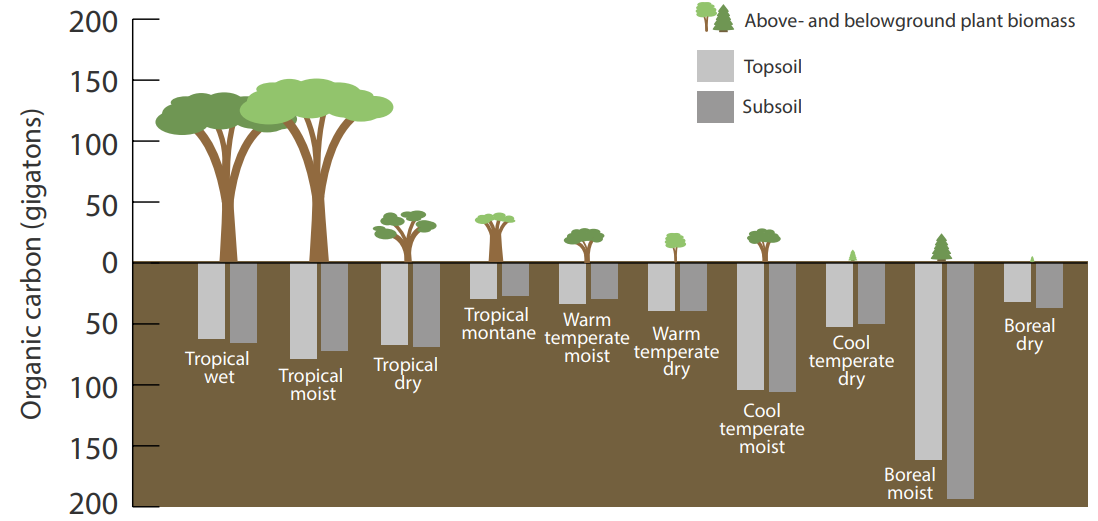 Organic carbon (gigatons)
200
150
100
50
0
50
100
150
200
Above- and belowground plant biomass
Topsoil
Subsoil
Tropical
wet
Tropical
moist
Tropical
dry
Tropical
montane
Warm
temperate
moist
Warm
temperate
dry
Cool
temperate
moist
Cool
temperate
dry
Boreal
moist
Boreal
dry